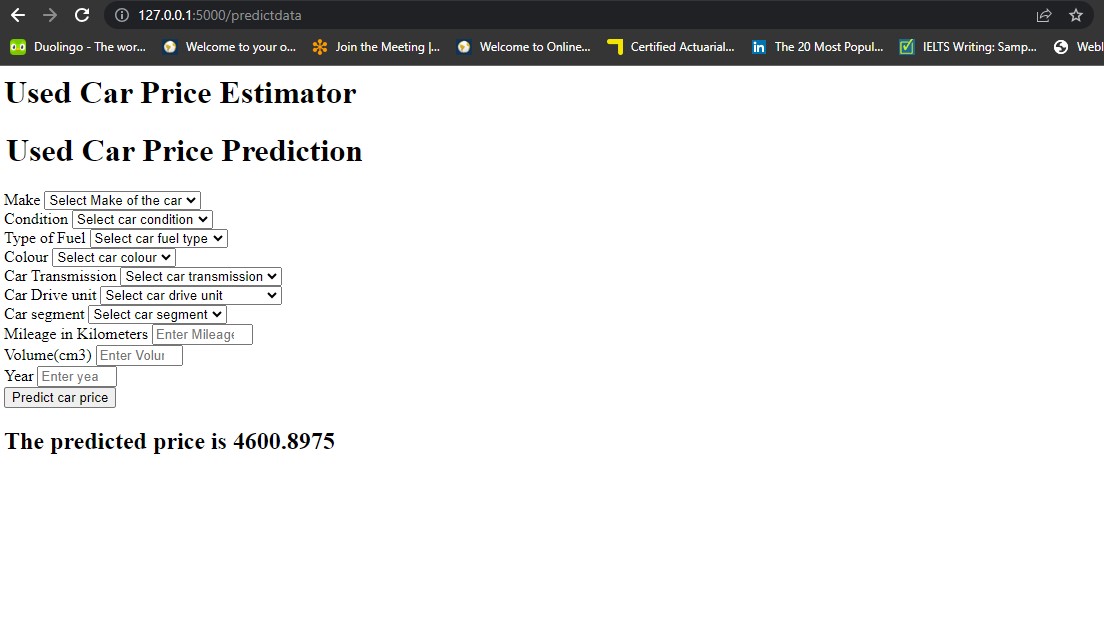 127.0.0.1:5000/predictdata
Duolingo - The wor... Welcome to your o... Join the Meeting |... Welcome to Online... Certified Actuarial... in The 20 Most Popul... IELTS Writing: Samp... Webl
Used Car Price Estimator
Used Car Price Prediction
Make Select Make of the car
Condition Select car condition
Type of Fuel Select car fuel type
Colour Select car colour
Car Transmission Select car transmission
Car Drive unit Select car drive unit
Car segment Select car segment
Mileage in Kilometers Enter Mileage
Volume(cm3) Enter Volu
Year Enter yea
Predict car price
The predicted price is 4600.8975